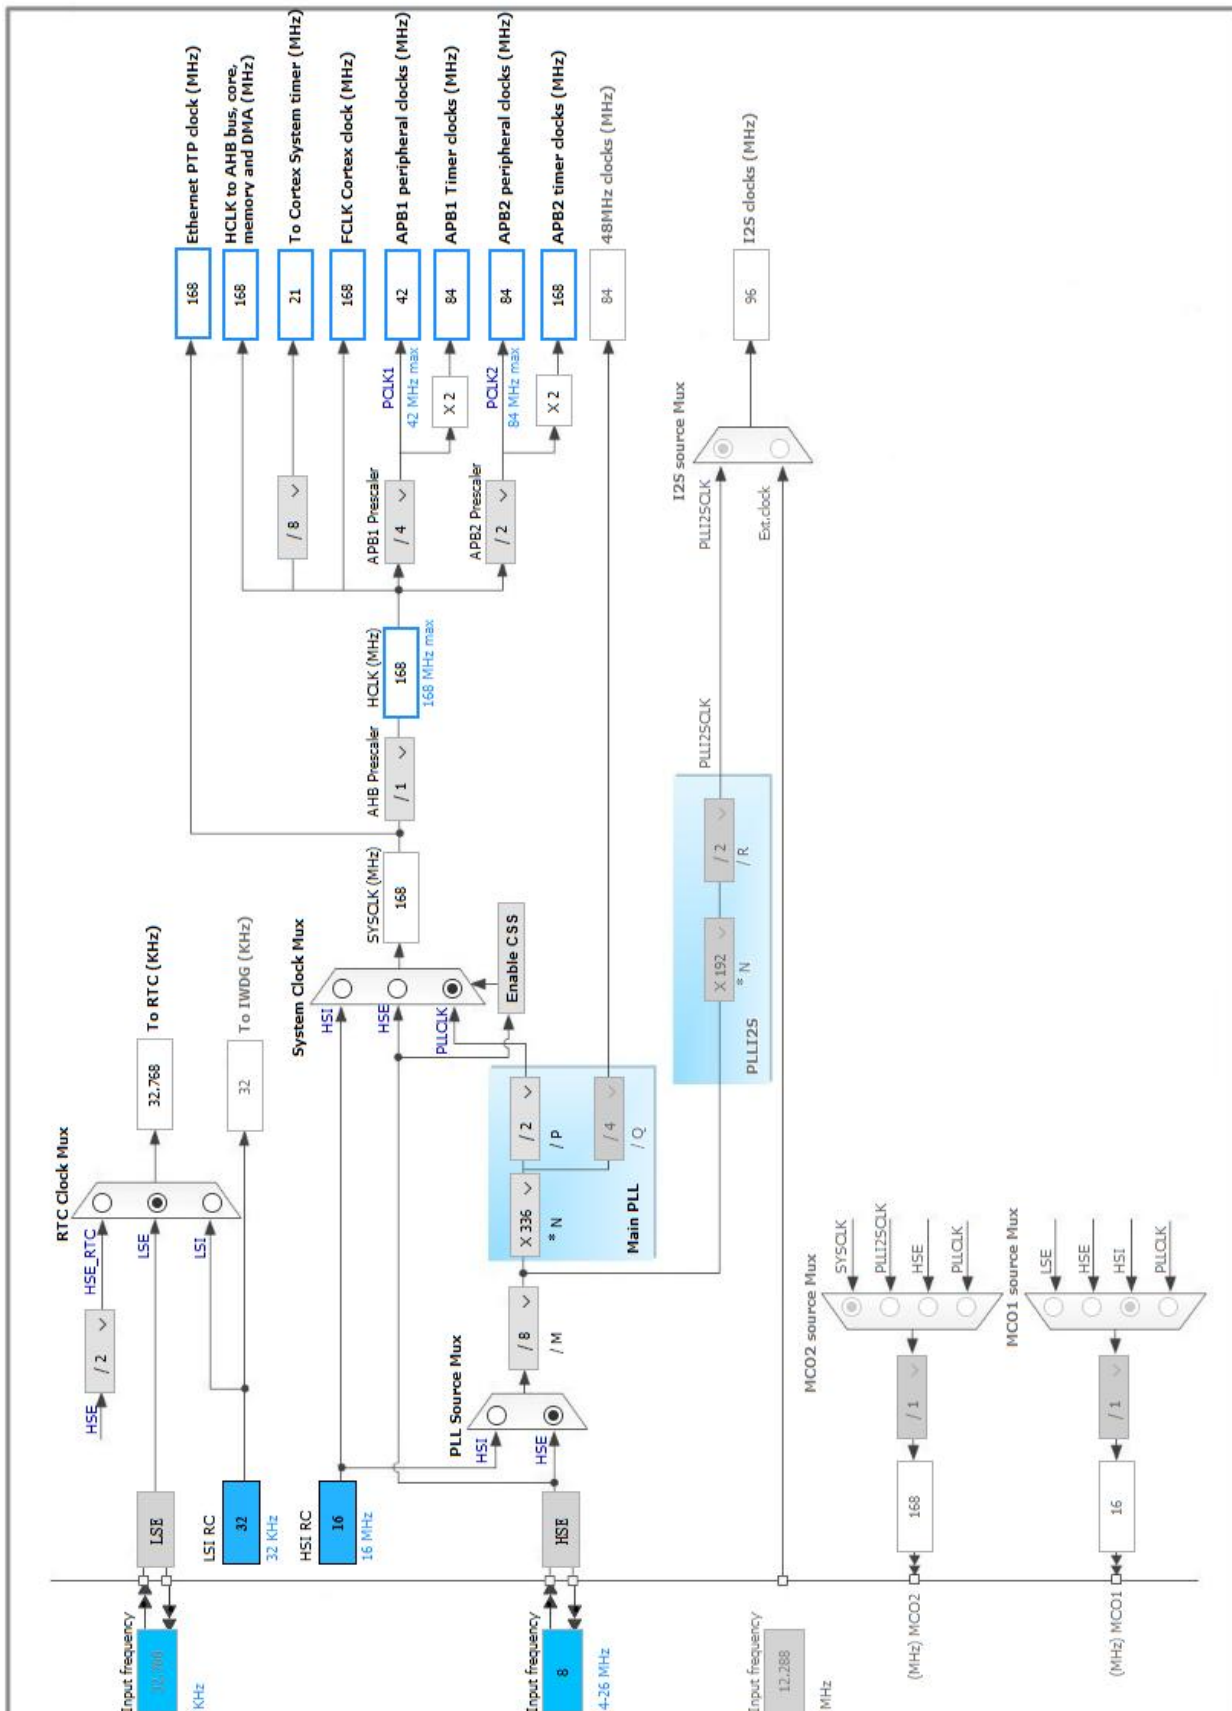 RTC Clock Mux
HSE
/ 2
HSE_RTC
LSE
LSI
32.768
To RTC (KHz)
32
To IWDG (KHz)
Input frequency
KHz
LSE
LSI RC
32
32 KHz
HSI RC
16
16 MHz
Input frequency
8
4-26 MHz
HSE
PLL Source Mux
HSI
HSE
/ 8
/ M
Main PLL
X 336
* N
/ 2
/ P
/ 4
/ Q
System Clock Mux
HSI
HSE
PLLCLK
Enable CSS
SYSCLK (MHz)
168
AHB Prescaler
/ 1
HCLK (MHz)
168
168 MHz max
/ 8
APB1 Prescaler
/ 4
PCLK1
42 MHz max
X 2
APB2 Prescaler
/ 2
PCLK2
84 MHz max
X 2
168
Ethernet PTP clock (MHz)
168
HCLK to AHB bus, core,
memory and DMA (MHz)
21
To Cortex System timer (MHz)
168
FCLK Cortex clock (MHz)
42
APB1 peripheral clocks (MHz)
84
APB1 Timer clocks (MHz)
84
APB2 peripheral clocks (MHz)
168
APB2 timer clocks (MHz)
84
48MHz clocks (MHz)
PLLI2S
X 192
* N
/ 2
/ R
PLLI2SCLK
I2S source Mux
PLLI2SCLK
Ext.clock
96
I2S clocks (MHz)
Input frequency
12.288
MHz
MCO2 source Mux
SYSCLK
PLLI2SCLK
HSE
PLLCLK
/ 1
168
(MHz) MCO2
MCO1 source Mux
LSE
HSE
HSI
PLLCLK
/ 1
16
(MHz) MCO1